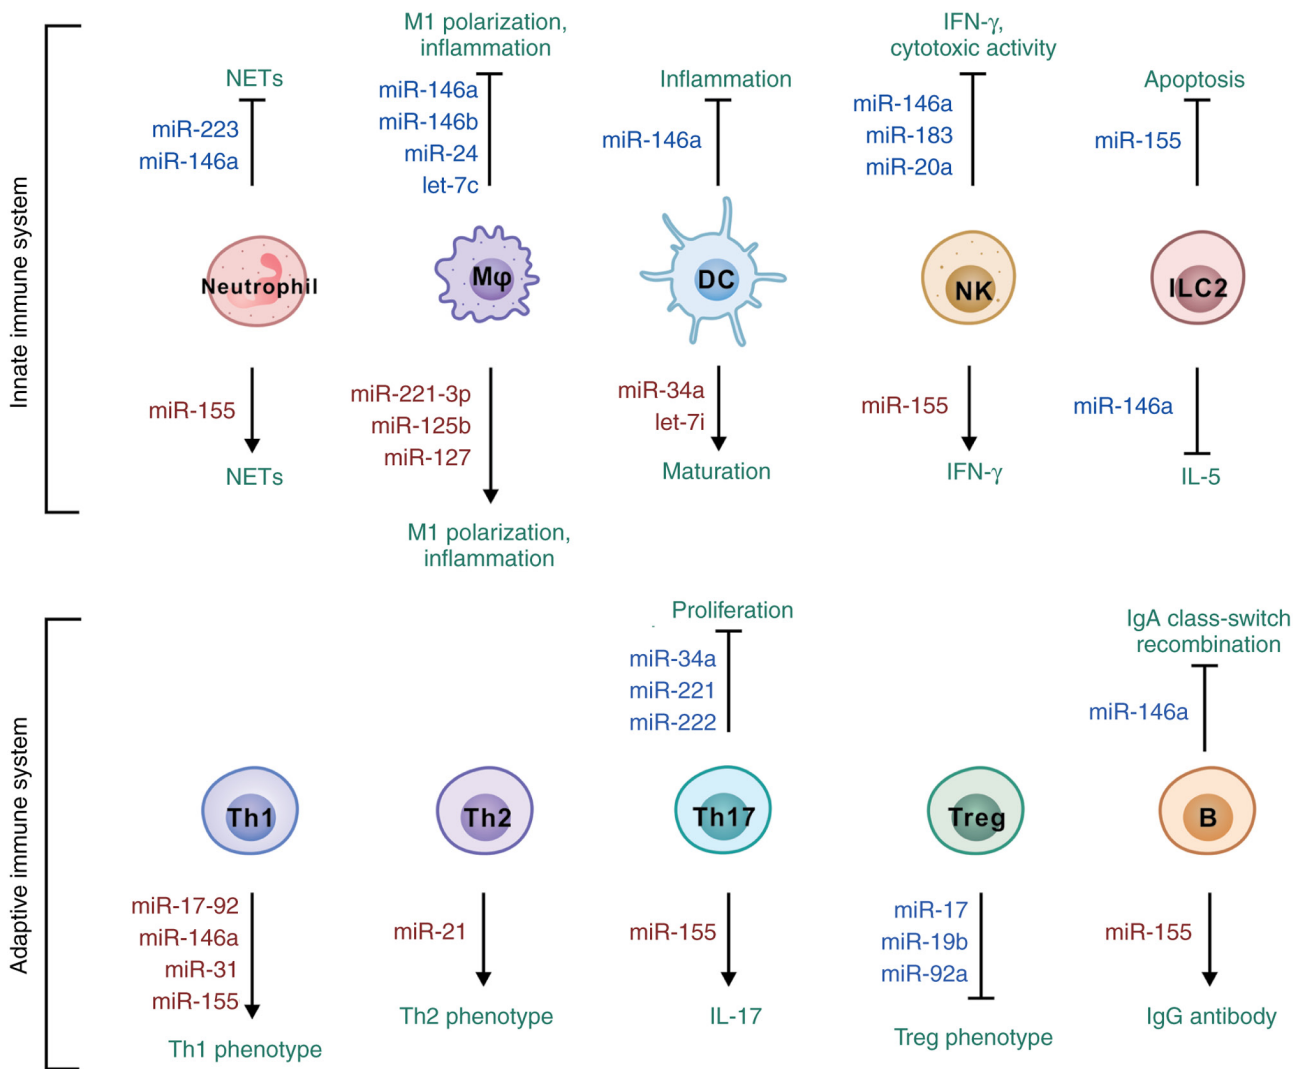 Innate immune system
NETs
miR-223
miR-146a
Neutrophil
miR-155
NETs
M1 polarization,
inflammation
miR-146a
miR-146b
miR-24
let-7c
Mφ
miR-221-3p
miR-125b
miR-127
M1 polarization,
inflammation
Inflammation
miR-146a
DC
miR-34a
let-7i
Maturation
IFN-γ,
cytotoxic activity
miR-146a
miR-183
miR-20a
NK
miR-155
IFN-γ
Apoptosis
miR-155
ILC2
miR-146a
IL-5
Adaptive immune system
Th1
miR-17-92
miR-146a
miR-31
miR-155
Th1 phenotype
Th2
miR-21
Th2 phenotype
Proliferation
miR-34a
miR-221
miR-222
Th17
miR-155
IL-17
Treg
miR-17
miR-19b
miR-92a
Treg phenotype
IgA class-switch
recombination
miR-146a
B
miR-155
IgG antibody